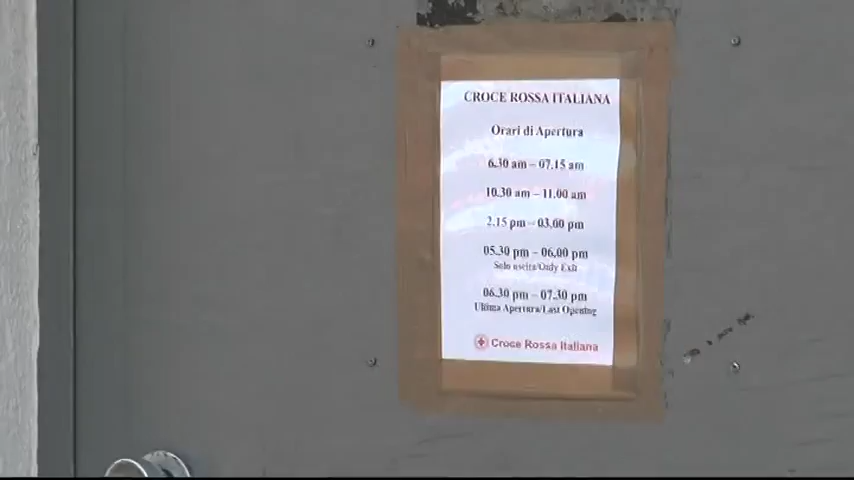 CROCE ROSSA ITALIANA
Orari di Apertura
6.30 am – 07.15 am
10.30 am – 11.00 am
2.15 pm – 03.00 pm
05.30 pm – 06.00 pm
Solo uscita/Only Exit
06.30 pm – 07.30 pm
Ultima Apertura/Last Opening
Croce Rossa Italiana